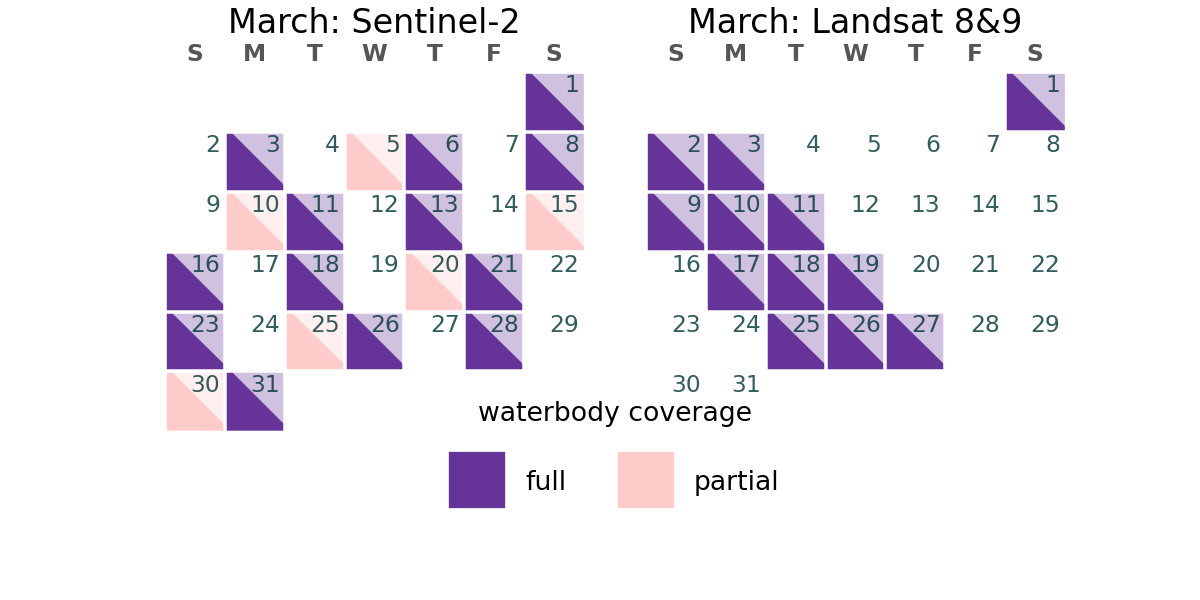 March: Sentinel-2
S M T W T F S
1
2 3 4 5 6 7 8
9 10 11 12 13 14 15
16 17 18 19 20 21 22
23 24 25 26 27 28 29
30 31
March: Landsat 8&9
S M T W T F S
1
2 3 4 5 6 7 8
9 10 11 12 13 14 15
16 17 18 19 20 21 22
23 24 25 26 27 28 29
30 31
waterbody coverage
full partial